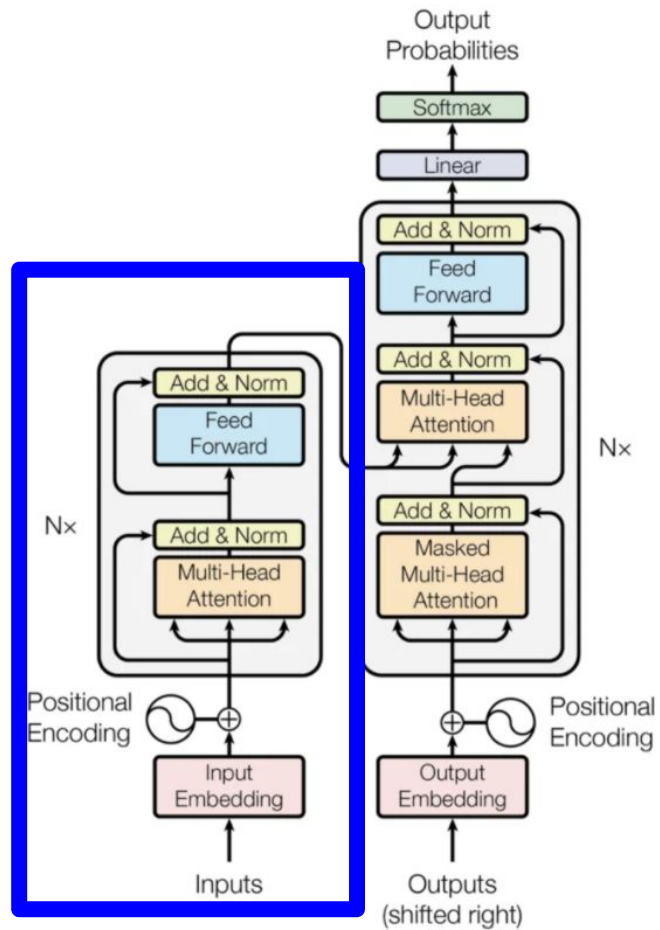 Output
Probabilities
Softmax
Linear
Add & Norm
Feed
Forward
Add & Norm
Multi-Head
Attention
Add & Norm
Masked
Multi-Head
Attention
Nx
Positional
Encoding
Output
Embedding
Outputs
(shifted right)
Add & Norm
Feed
Forward
Add & Norm
Multi-Head
Attention
Nx
Positional
Encoding
Input
Embedding
Inputs